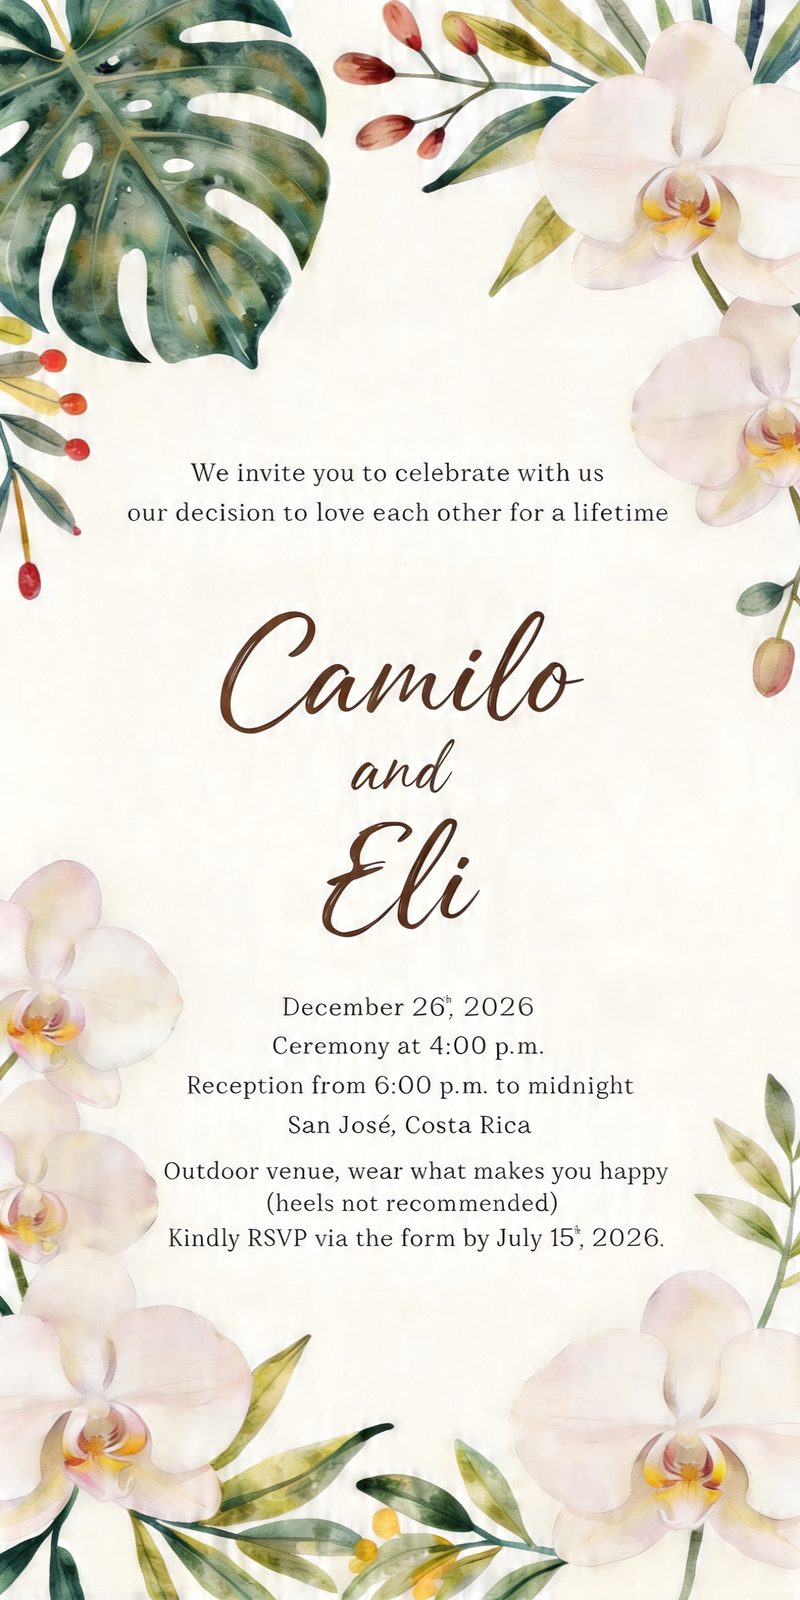 We invite you to celebrate with us
our decision to love each other for a lifetime
Camilo
and
Eli
December 26th, 2026
Ceremony at 4:00 p.m.
Reception from 6:00 p.m. to midnight
San José, Costa Rica
Outdoor venue, wear what makes you happy
(heels not recommended)
Kindly RSVP via the form by July 15th, 2026.